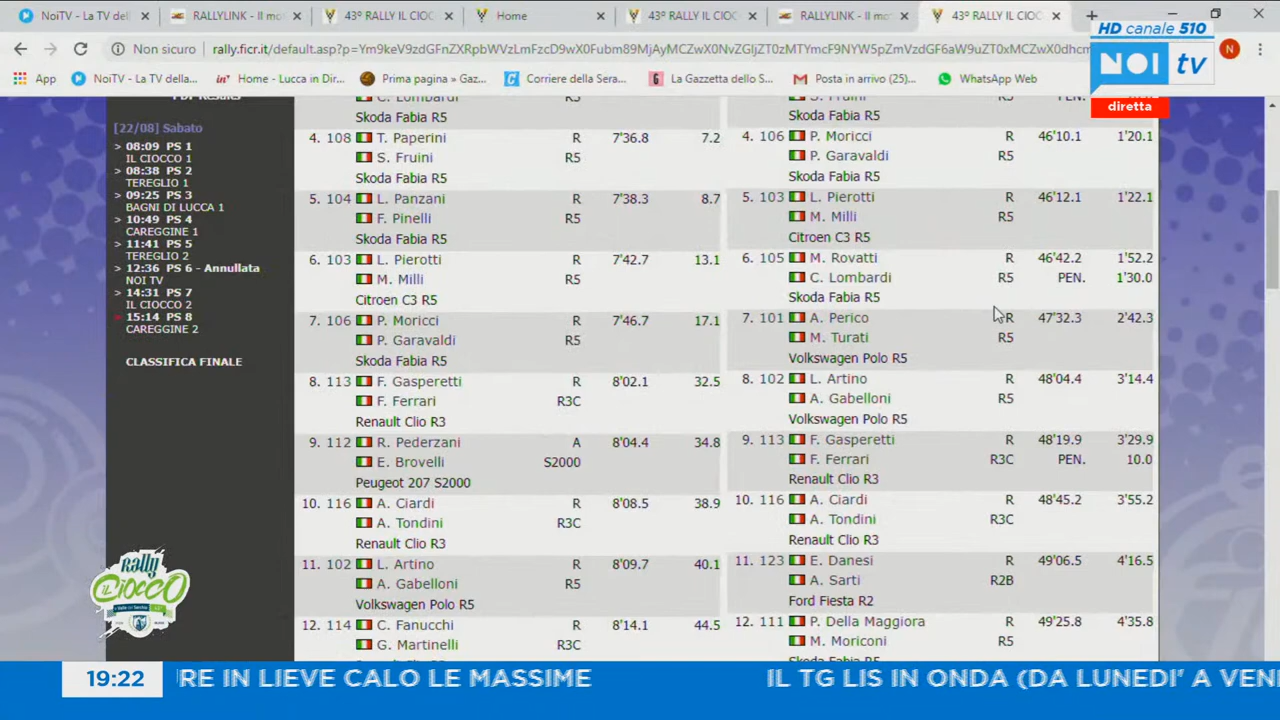 NoiTV - La TV del
RALLYLINK - Il mo
43º RALLY IL CIOC
Home
43º RALLY IL CIOC
RALLYLINK - Il mo
43º RALLY IL CIOC
HD canale 510
NOI tv
diretta
Non sicuro
rally.ficr.it/default.asp?p=
N
App
NoiTV - La TV della...
Home - Lucca in Dir...
Prima pagina » Gaz...
Corriere della Sera...
La Gazzetta dello S...
Posta in arrivo (25)...
WhatsApp Web
[22/08] Sabato
> 08:09 PS 1
IL CIOCCO 1
> 08:38 PS 2
TEREGLIO 1
> 09:25 PS 3
BAGNI DI LUCCA 1
> 10:49 PS 4
CAREGGINE 1
> 11:41 PS 5
TEREGLIO 2
> 12:36 PS 6 - Annullata
NOI TV
> 14:31 PS 7
IL CIOCCO 2
> 15:14 PS 8
CAREGGINE 2
CLASSIFICA FINALE
C. Lombardi R5
Skoda Fabia R5
4. 108 T. Paperini R 7'36.8 7.2
S. Fruini R5
Skoda Fabia R5
5. 104 L. Panzani R 7'38.3 8.7
F. Pinelli R5
Skoda Fabia R5
6. 103 L. Pierotti R 7'42.7 13.1
M. Milli R5
Citroen C3 R5
7. 106 P. Moricci R 7'46.7 17.1
P. Garavaldi R5
Skoda Fabia R5
8. 113 F. Gasperetti R 8'02.1 32.5
F. Ferrari R3C
Renault Clio R3
9. 112 R. Pederzani A 8'04.4 34.8
E. Brovelli S2000
Peugeot 207 S2000
10. 116 A. Ciardi R 8'08.5 38.9
A. Tondini R3C
Renault Clio R3
11. 102 L. Artino R 8'09.7 40.1
A. Gabelloni R5
Volkswagen Polo R5
12. 114 C. Fanucchi R 8'14.1 44.5
G. Martinelli R3C
S. Fruini R5 PEN.
Skoda Fabia R5
4. 106 P. Moricci R 46'10.1 1'20.1
P. Garavaldi R5
Skoda Fabia R5
5. 103 L. Pierotti R 46'12.1 1'22.1
M. Milli R5
Citroen C3 R5
6. 105 M. Rovatti R 46'42.2 1'52.2
C. Lombardi R5 PEN. 1'30.0
Skoda Fabia R5
7. 101 A. Perico R 47'32.3 2'42.3
M. Turati R5
Volkswagen Polo R5
8. 102 L. Artino R 48'04.4 3'14.4
A. Gabelloni R5
Volkswagen Polo R5
9. 113 F. Gasperetti R 48'19.9 3'29.9
F. Ferrari R3C PEN. 10.0
Renault Clio R3
10. 116 A. Ciardi R 48'45.2 3'55.2
A. Tondini R3C
Renault Clio R3
11. 123 E. Danesi R 49'06.5 4'16.5
A. Sarti R2B
Ford Fiesta R2
12. 111 P. Della Maggiora R 49'25.8 4'35.8
M. Moriconi R5
Rally
IL CIOCCO
19:22
RE IN LIEVE CALO LE MASSIME
IL TG LIS IN ONDA (DA LUNEDI' A VEN